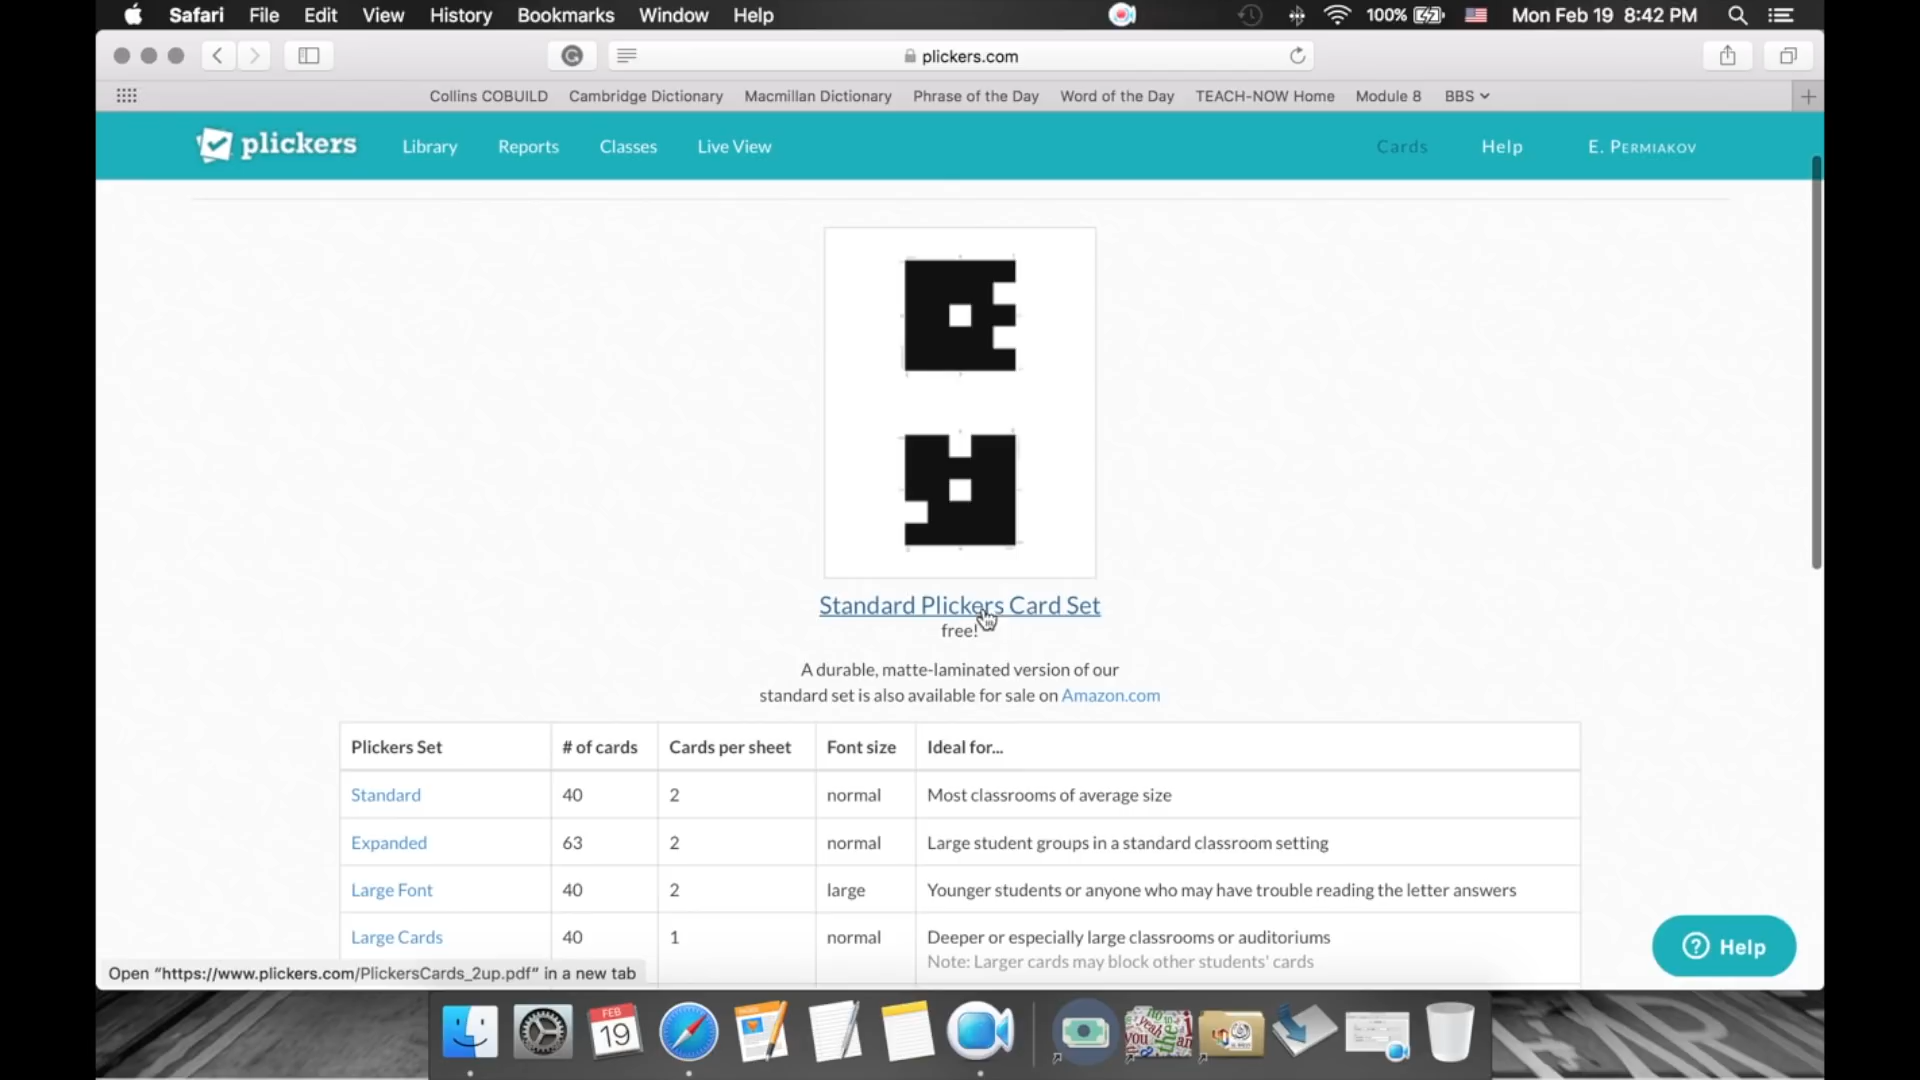 Safari File Edit View History Bookmarks Window Help 100% Mon Feb 19 8:42 PM
plickers.com
Collins COBUILD Cambridge Dictionary Macmillan Dictionary Phrase of the Day Word of the Day TEACH-NOW Home Module 8 BBS
plickers Library Reports Classes Live View Cards Help E. PERMIAKOV
Standard Plickers Card Set
free!
A durable, matte-laminated version of our
standard set is also available for sale on Amazon.com
Plickers Set # of cards Cards per sheet Font size Ideal for...
Standard 40 2 normal Most classrooms of average size
Expanded 63 2 normal Large student groups in a standard classroom setting
Large Font 40 2 large Younger students or anyone who may have trouble reading the letter answers
Large Cards 40 1 normal Deeper or especially large classrooms or auditoriums
Note: Larger cards may block other students' cards
Help
Open “https://www.plickers.com/PlickersCards_2up.pdf” in a new tab
FEB
19